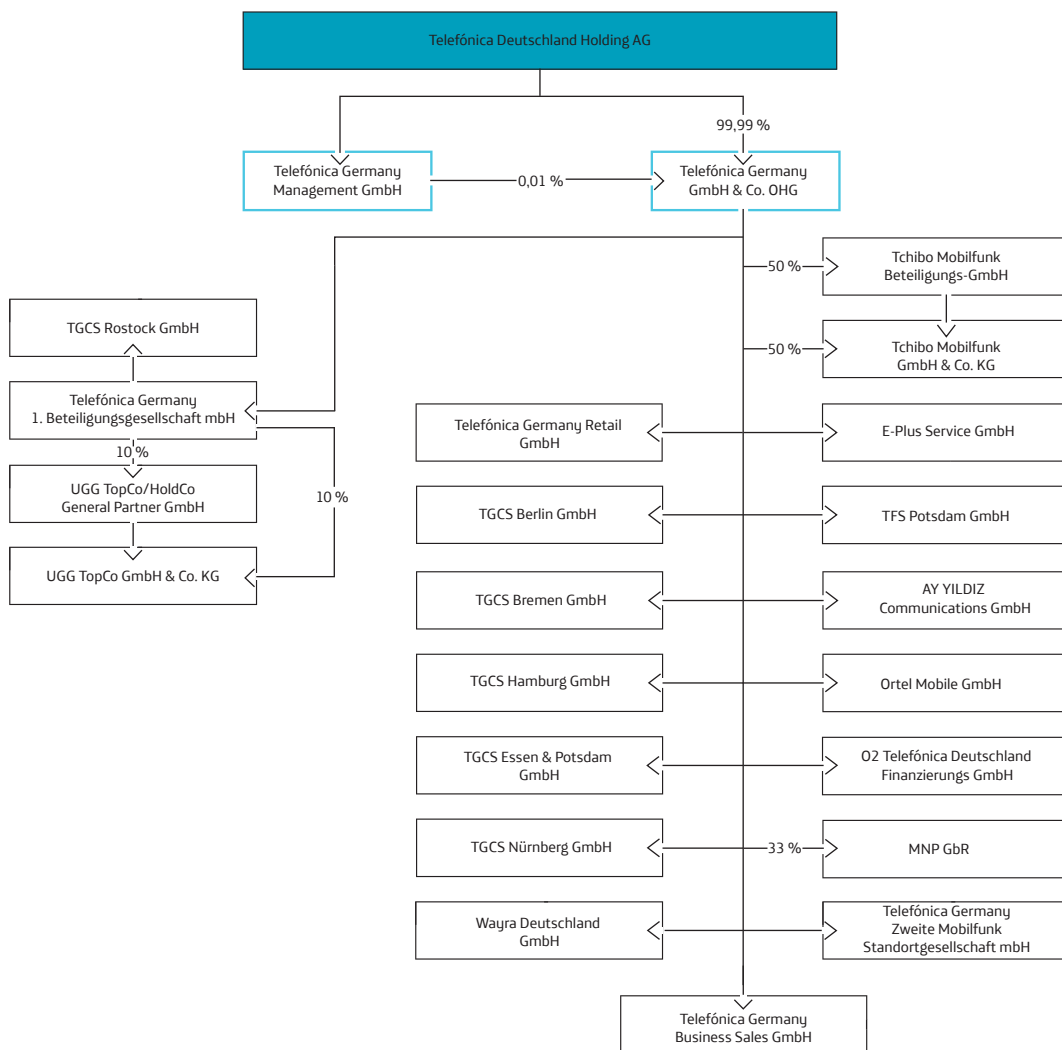 Telefónica Deutschland Holding AG
99,99 %
Telefónica Germany
Management GmbH
0,01 %
Telefónica Germany
GmbH & Co. OHG
50 %
Tchibo Mobilfunk
Beteiligungs-GmbH
TGCS Rostock GmbH
50 %
Tchibo Mobilfunk
GmbH & Co. KG
Telefónica Germany
1. Beteiligungsgesellschaft mbH
10 %
UGG TopCo/HoldCo
General Partner GmbH
10 %
UGG TopCo GmbH & Co. KG
Telefónica Germany Retail
GmbH
E-Plus Service GmbH
TGCS Berlin GmbH
TFS Potsdam GmbH
TGCS Bremen GmbH
AY YILDIZ
Communications GmbH
TGCS Hamburg GmbH
Ortel Mobile GmbH
TGCS Essen & Potsdam
GmbH
O2 Telefónica Deutschland
Finanzierungs GmbH
TGCS Nürnberg GmbH
33 %
MNP GbR
Wayra Deutschland
GmbH
Telefónica Germany
Zweite Mobilfunk
Standortgesellschaft mbH
Telefónica Germany
Business Sales GmbH